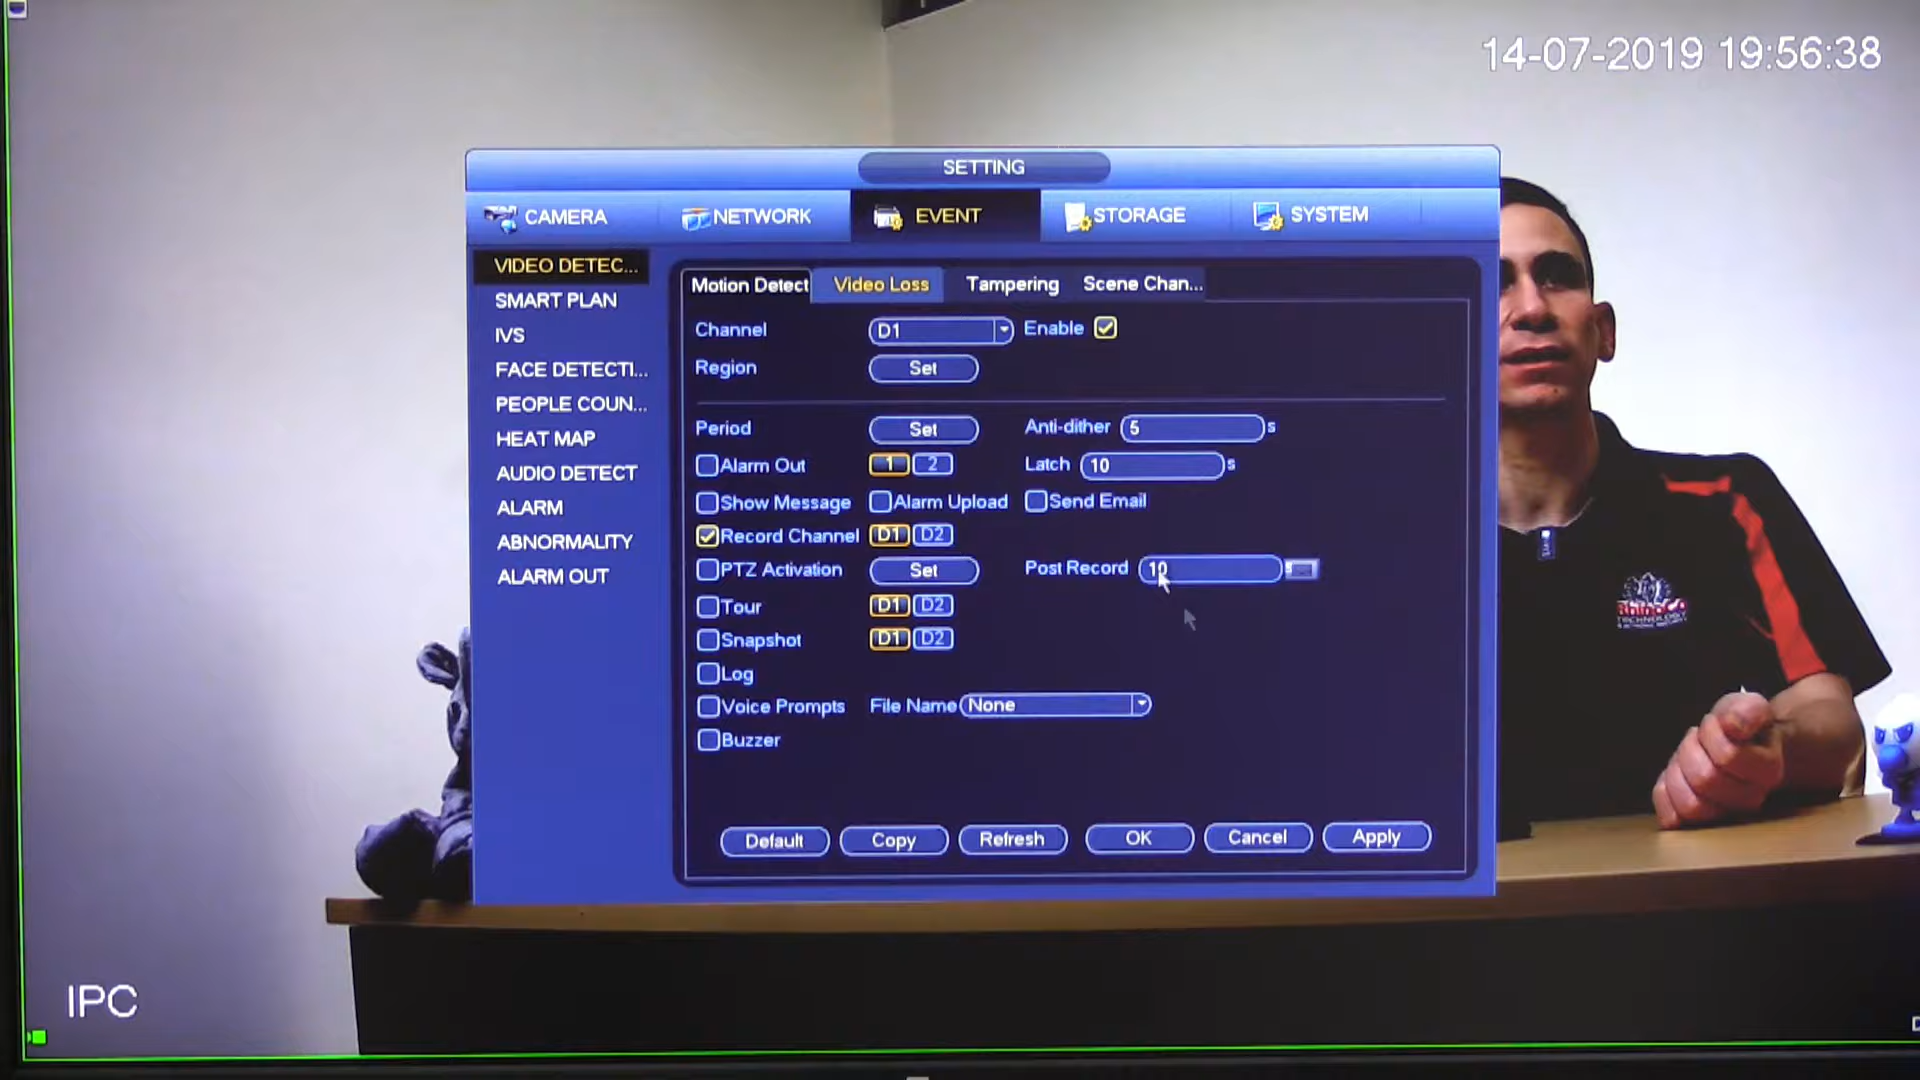 14-07-2019 19:56:38
SETTING
CAMERA NETWORK EVENT STORAGE SYSTEM
VIDEO DETEC...
SMART PLAN
IVS
FACE DETECTI...
PEOPLE COUN...
HEAT MAP
AUDIO DETECT
ALARM
ABNORMALITY
ALARM OUT
Motion Detect Video Loss Tampering Scene Chan...
Channel D1 Enable
Region Set
Period Set Anti-dither 5 s
Alarm Out 1 2 Latch 10 s
Show Message Alarm Upload Send Email
Record Channel D1 D2
PTZ Activation Set Post Record 10 s
Tour D1 D2
Snapshot D1 D2
Log
Voice Prompts File Name None
Buzzer
Default Copy Refresh OK Cancel Apply
RhinoCo
TECHNOLOGY
IPC